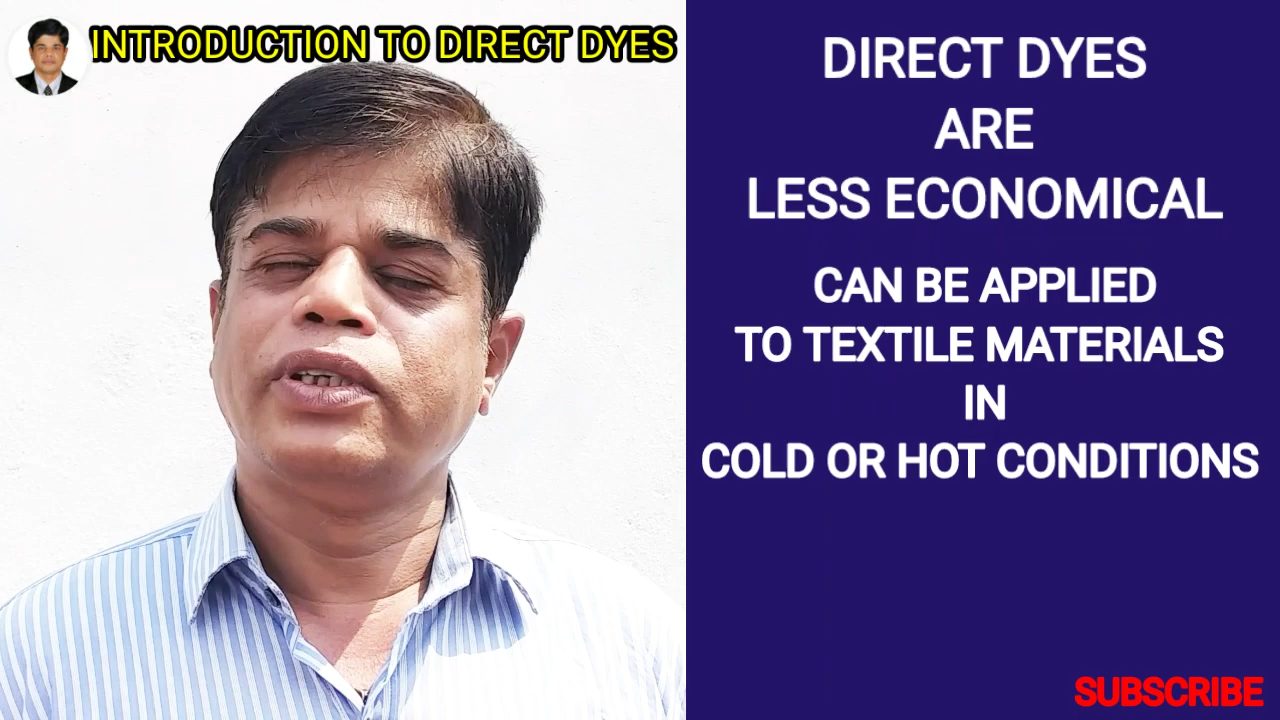 INTRODUCTION TO DIRECT DYES
DIRECT DYES
ARE
LESS ECONOMICAL
CAN BE APPLIED
TO TEXTILE MATERIALS
IN
COLD OR HOT CONDITIONS
SUBSCRIBE